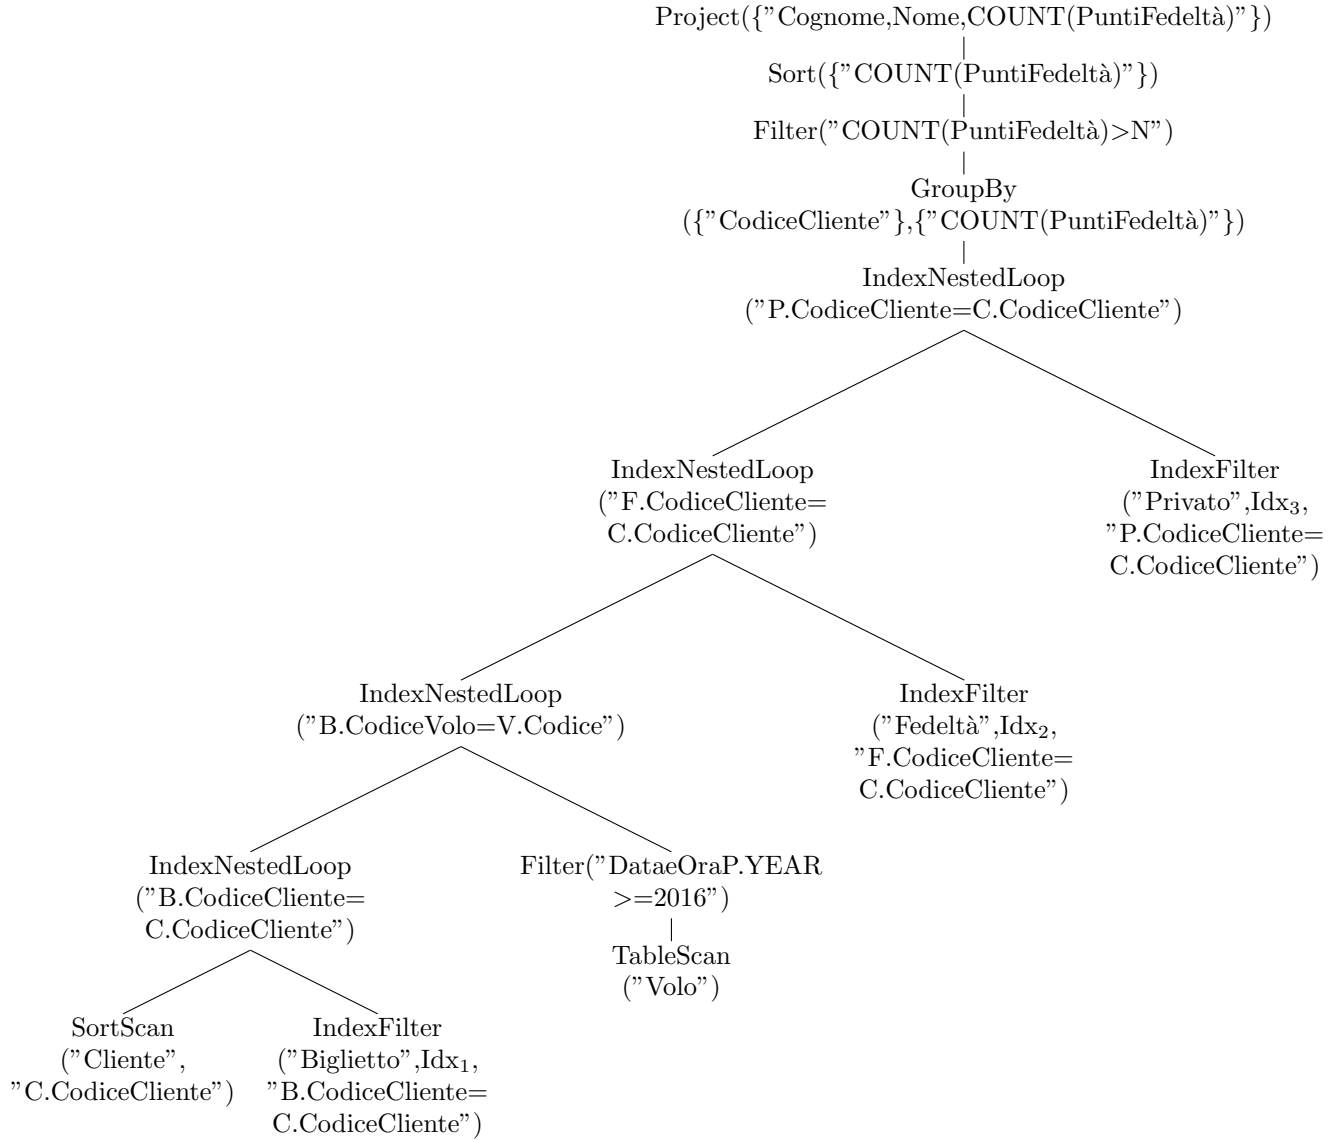 Project({”Cognome,Nome,COUNT(PuntiFedeltà)”})
Sort({”COUNT(PuntiFedeltà)”})
Filter(”COUNT(PuntiFedeltà)>N”)
GroupBy
({”CodiceCliente”},{”COUNT(PuntiFedeltà)”})
IndexNestedLoop
(”P.CodiceCliente=C.CodiceCliente”)
IndexNestedLoop
(”F.CodiceCliente=
C.CodiceCliente”)
IndexFilter
(”Privato”,Idx₃,
”P.CodiceCliente=
C.CodiceCliente”)
IndexNestedLoop
(”B.CodiceVolo=V.Codice”)
IndexFilter
(”Fedeltà”,Idx₂,
”F.CodiceCliente=
C.CodiceCliente”)
IndexNestedLoop
(”B.CodiceCliente=
C.CodiceCliente”)
Filter(”DataeOraP.YEAR
>=2016”)
TableScan
(”Volo”)
SortScan
(”Cliente”,
”C.CodiceCliente”)
IndexFilter
(”Biglietto”,Idx₁,
”B.CodiceCliente=
C.CodiceCliente”)